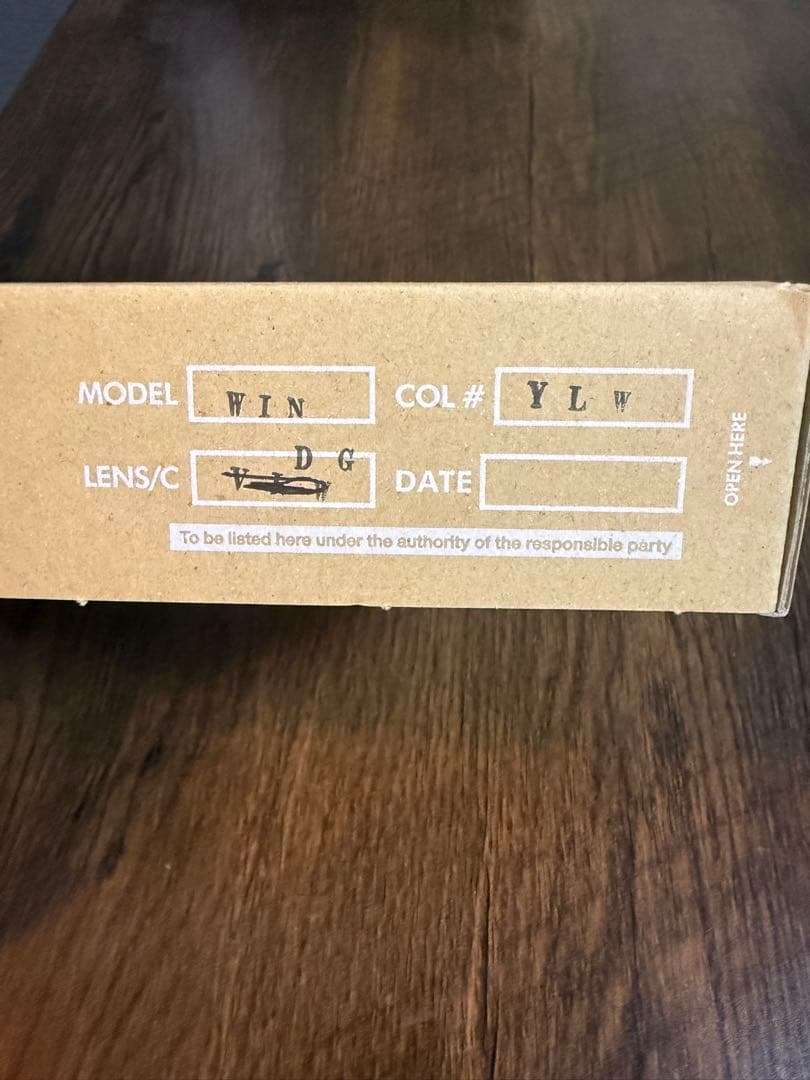 MODEL WIN COL # YLW
LENS/C DG DATE
To be listed here under the authority of the responsible party
OPEN HERE